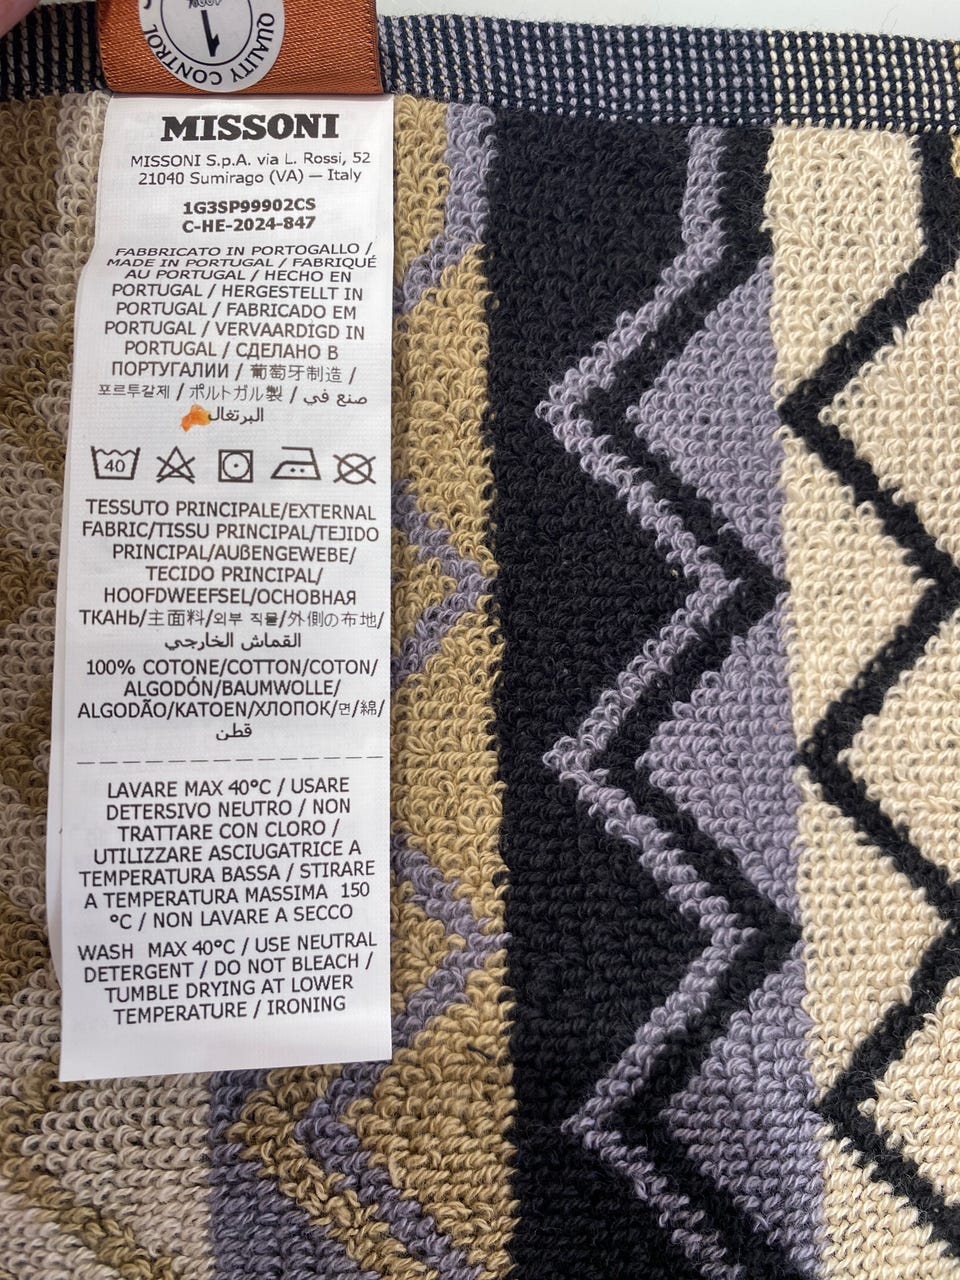 QUALITY CONTROL
100%
MISSONI
MISSONI S.p.A. via L. Rossi, 52
21040 Sumirago (VA) — Italy
1G3SP99902CS
C-HE-2024-847
FABBRICATO IN PORTOGALLO /
MADE IN PORTUGAL / FABRIQUÉ
AU PORTUGAL / HECHO EN
PORTUGAL / HERGESTELLT IN
PORTUGAL / FABRICADO EM
PORTUGAL / VERVAARDIGD IN
PORTUGAL / СДЕЛАНО В
ПОРТУГАЛИИ / 葡萄牙制造 /
포르투갈제 / ポルトガル製 / صنع في
البرتغال
40
TESSUTO PRINCIPALE/EXTERNAL
FABRIC/TISSU PRINCIPAL/TEJIDO
PRINCIPAL/AUßENGEWEBE/
TECIDO PRINCIPAL/
HOOFDWEEFSEL/ОСНОВНАЯ
ТКАНЬ/主面料/외부 직물/外側の布地/
القماش الخارجي
100% COTONE/COTTON/COTON/
ALGODÓN/BAUMWOLLE/
ALGODÃO/KATOEN/ХЛОПОК/면/綿/
قطن
LAVARE MAX 40°C / USARE
DETERSIVO NEUTRO / NON
TRATTARE CON CLORO /
UTILIZZARE ASCIUGATRICE A
TEMPERATURA BASSA / STIRARE
A TEMPERATURA MASSIMA 150
°C / NON LAVARE A SECCO
WASH MAX 40°C / USE NEUTRAL
DETERGENT / DO NOT BLEACH /
TUMBLE DRYING AT LOWER
TEMPERATURE / IRONING